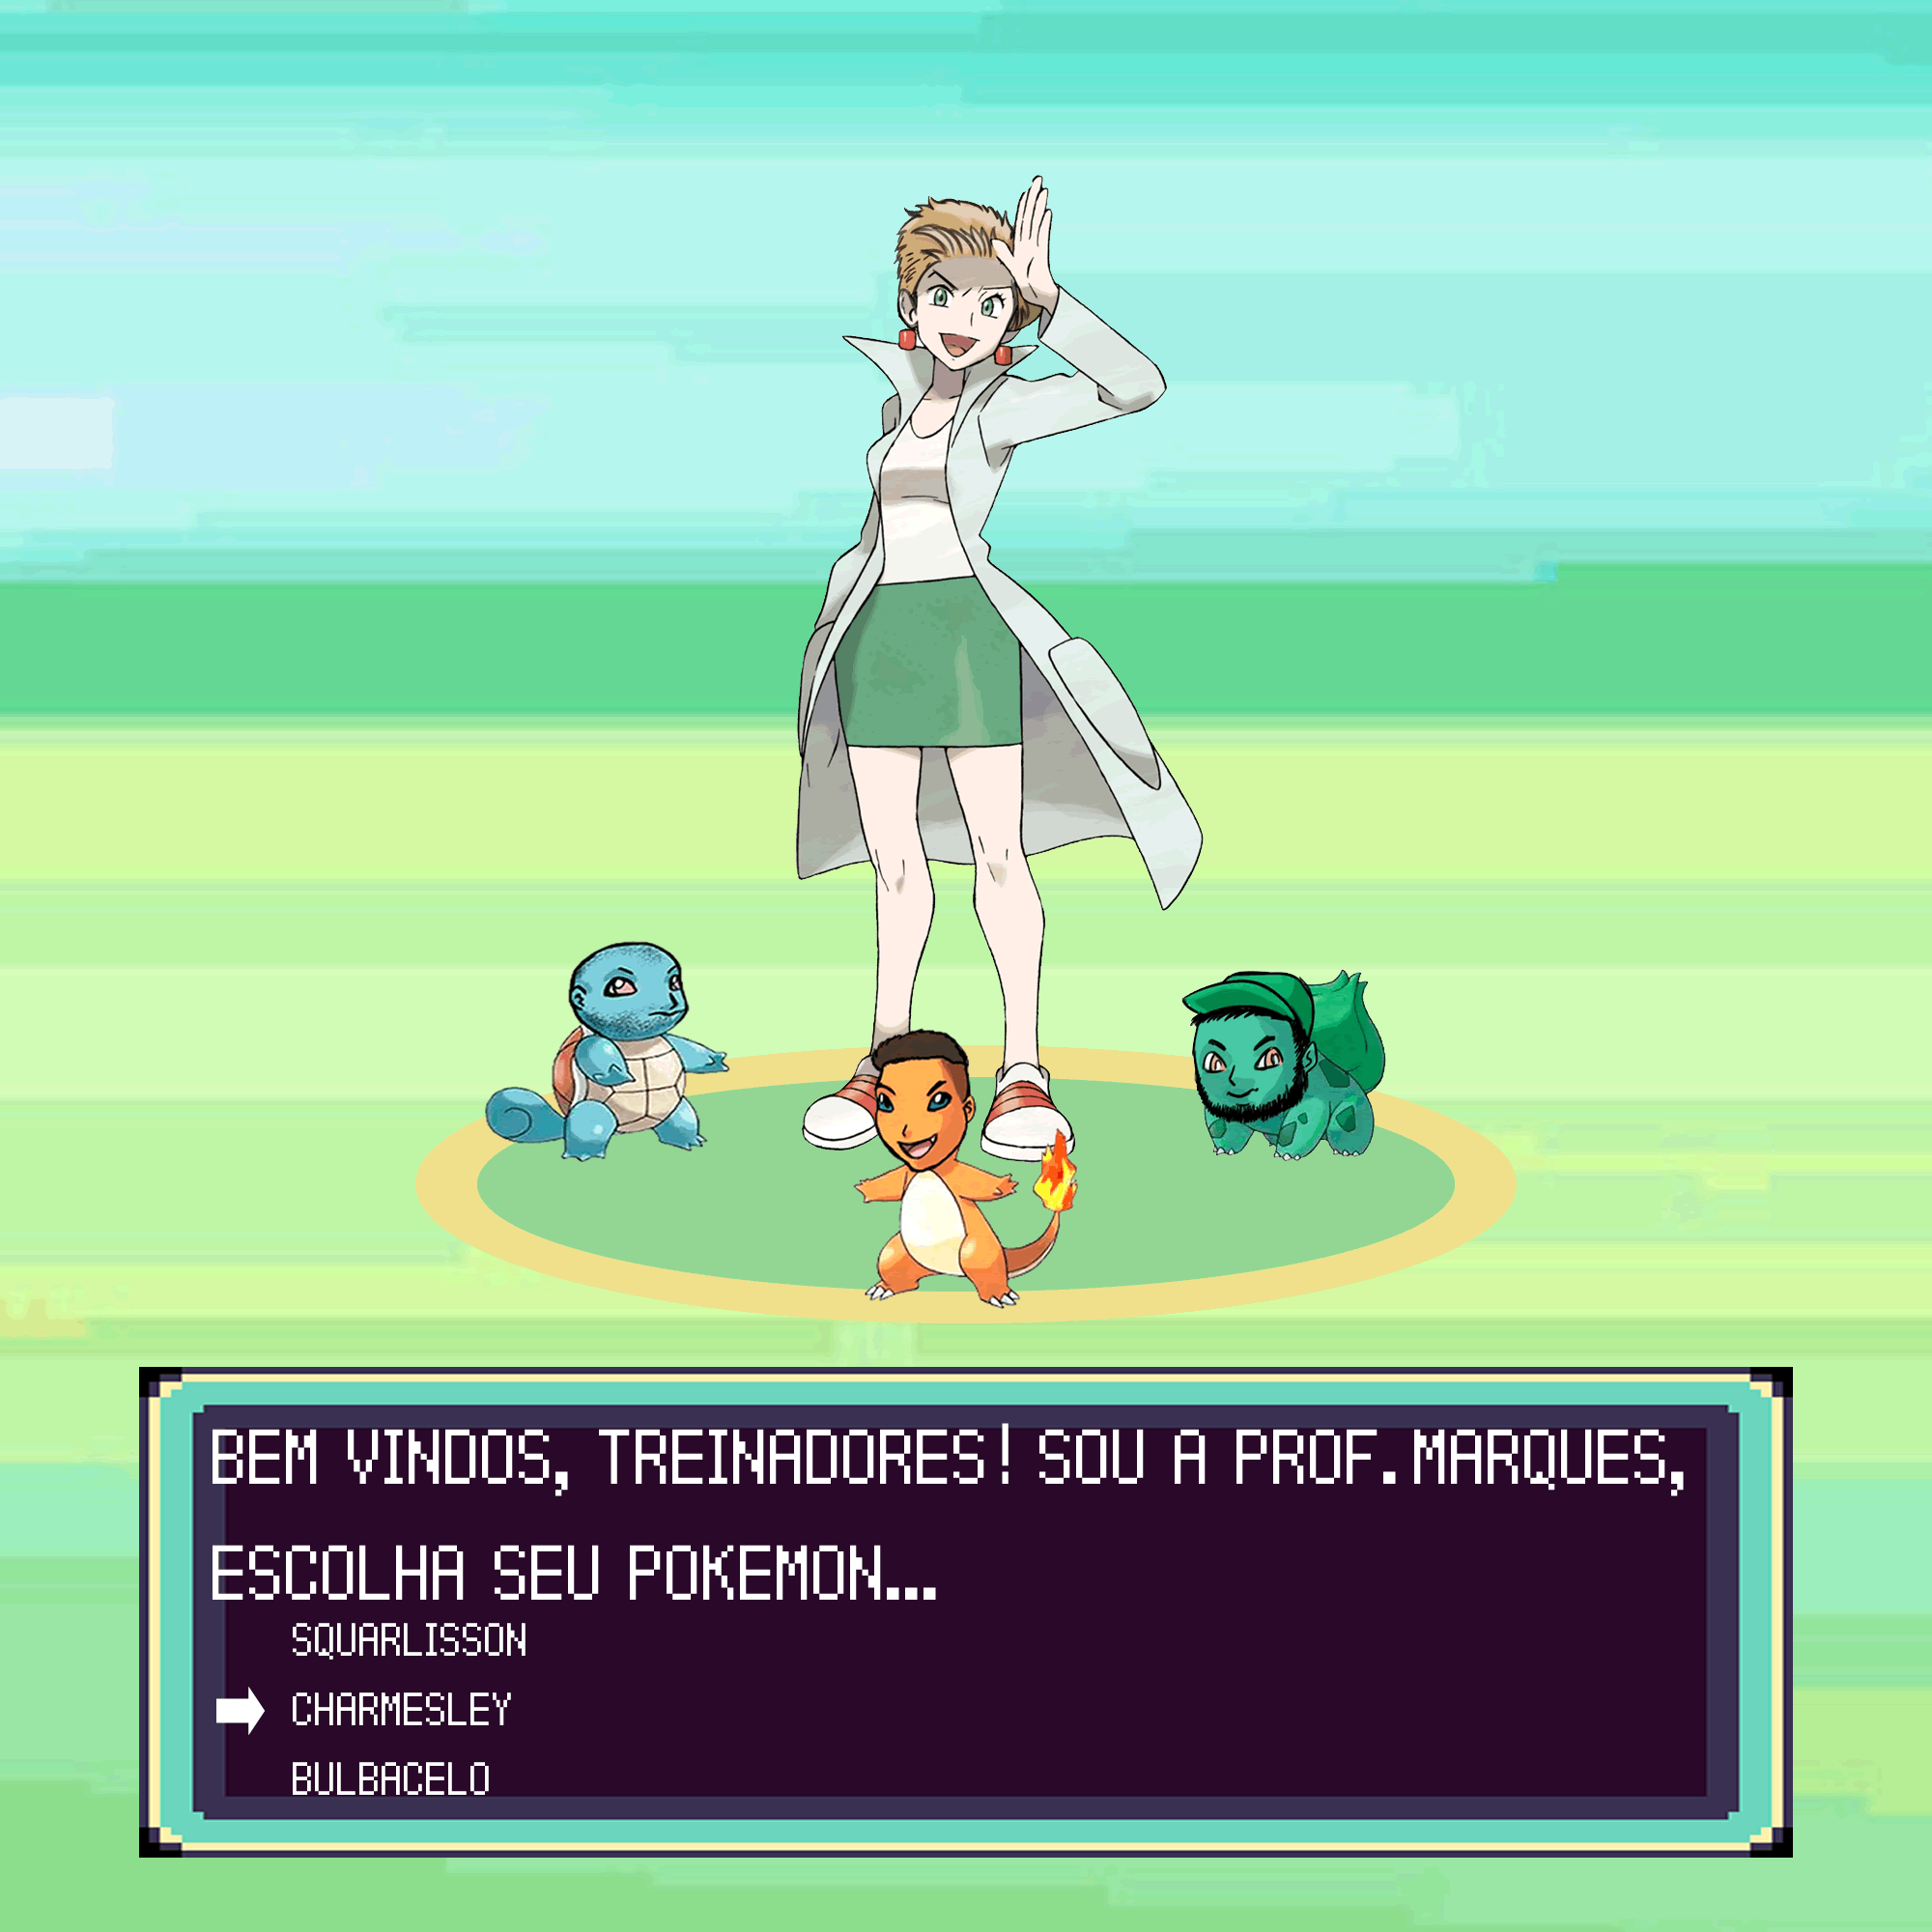 BEM VINDOS, TREINADORES! SOU A PROF. MARQUES,
ESCOLHA SEU POKEMON...
SQUARLISSON
CHARMESLEY
BULBACELO